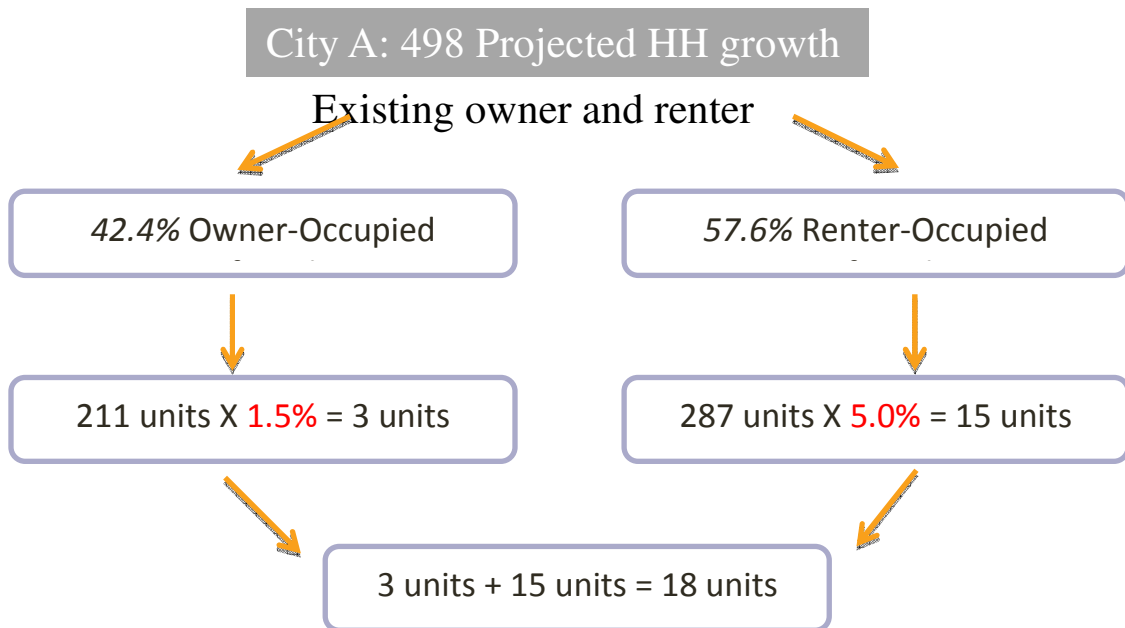 City A: 498 Projected HH growth
Existing owner and renter
42.4% Owner-Occupied
57.6% Renter-Occupied
211 units X 1.5% = 3 units
287 units X 5.0% = 15 units
3 units + 15 units = 18 units